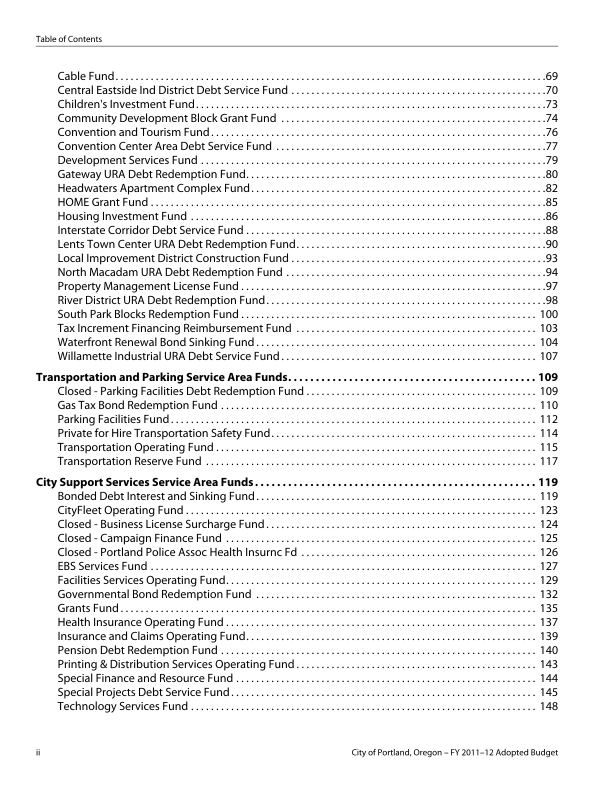 Table of Contents
Cable Fund. . . . . . . . . . . . . . . . . . . . . . . . . . . . . . . . . . . . . . . .69
Central Eastside Ind District Debt Service Fund . . . . . . . . . . . . . . . . . . . .70
Children's Investment Fund. . . . . . . . . . . . . . . . . . . . . . . . . . . . . .73
Community Development Block Grant Fund . . . . . . . . . . . . . . . . . . . .74
Convention and Tourism Fund. . . . . . . . . . . . . . . . . . . . . . . . . . . . . .76
Convention Center Area Debt Service Fund . . . . . . . . . . . . . . . . . . . .77
Development Services Fund . . . . . . . . . . . . . . . . . . . . . . . . . . . . . .79
Gateway URA Debt Redemption Fund. . . . . . . . . . . . . . . . . . . . . . . . .80
Headwaters Apartment Complex Fund. . . . . . . . . . . . . . . . . . . . . . . . .82
HOME Grant Fund . . . . . . . . . . . . . . . . . . . . . . . . . . . . . . . . . . .85
Housing Investment Fund . . . . . . . . . . . . . . . . . . . . . . . . . . . . . .86
Interstate Corridor Debt Service Fund . . . . . . . . . . . . . . . . . . . . . . . . .88
Lents Town Center URA Debt Redemption Fund. . . . . . . . . . . . . . . . . . . .90
Local Improvement District Construction Fund . . . . . . . . . . . . . . . . . . . .93
North Macadam URA Debt Redemption Fund . . . . . . . . . . . . . . . . . . . .94
Property Management License Fund . . . . . . . . . . . . . . . . . . . . . . . . .97
River District URA Debt Redemption Fund. . . . . . . . . . . . . . . . . . . . . . . . .98
South Park Blocks Redemption Fund . . . . . . . . . . . . . . . . . . . . . . . . . 100
Tax Increment Financing Reimbursement Fund . . . . . . . . . . . . . . . . . . . . 103
Waterfront Renewal Bond Sinking Fund . . . . . . . . . . . . . . . . . . . . . . . . . 104
Willamette Industrial URA Debt Service Fund . . . . . . . . . . . . . . . . . . . . 107
Transportation and Parking Service Area Funds. . . . . . . . . . . . . . . . . . . . 109
Closed - Parking Facilities Debt Redemption Fund . . . . . . . . . . . . . . . . . . . . 109
Gas Tax Bond Redemption Fund . . . . . . . . . . . . . . . . . . . . . . . . . 110
Parking Facilities Fund. . . . . . . . . . . . . . . . . . . . . . . . . . . . . . 112
Private for Hire Transportation Safety Fund. . . . . . . . . . . . . . . . . . . . 114
Transportation Operating Fund . . . . . . . . . . . . . . . . . . . . . . . . . 115
Transportation Reserve Fund . . . . . . . . . . . . . . . . . . . . . . . . . 117
City Support Services Service Area Funds. . . . . . . . . . . . . . . . . . . . 119
Bonded Debt Interest and Sinking Fund. . . . . . . . . . . . . . . . . . . . 119
CityFleet Operating Fund . . . . . . . . . . . . . . . . . . . . . . . . . 123
Closed - Business License Surcharge Fund. . . . . . . . . . . . . . . . . . . . 124
Closed - Campaign Finance Fund . . . . . . . . . . . . . . . . . . . . 125
Closed - Portland Police Assoc Health Insurnc Fd . . . . . . . . . . . . . . . . . . . . 126
EBS Services Fund . . . . . . . . . . . . . . . . . . . . . . . . . 127
Facilities Services Operating Fund. . . . . . . . . . . . . . . . . . . . 129
Governmental Bond Redemption Fund . . . . . . . . . . . . . . . . . . . . 132
Grants Fund . . . . . . . . . . . . . . . . . . . . . . . . . 135
Health Insurance Operating Fund . . . . . . . . . . . . . . . . . . . . 137
Insurance and Claims Operating Fund. . . . . . . . . . . . . . . . . . . . 139
Pension Debt Redemption Fund . . . . . . . . . . . . . . . . . . . . 140
Printing & Distribution Services Operating Fund. . . . . . . . . . . . . . . . . . . . 143
Special Finance and Resource Fund . . . . . . . . . . . . . . . . . . . . 144
Special Projects Debt Service Fund. . . . . . . . . . . . . . . . . . . . 145
Technology Services Fund . . . . . . . . . . . . . . . . . . . . 148
ii City of Portland, Oregon – FY 2011–12 Adopted Budget